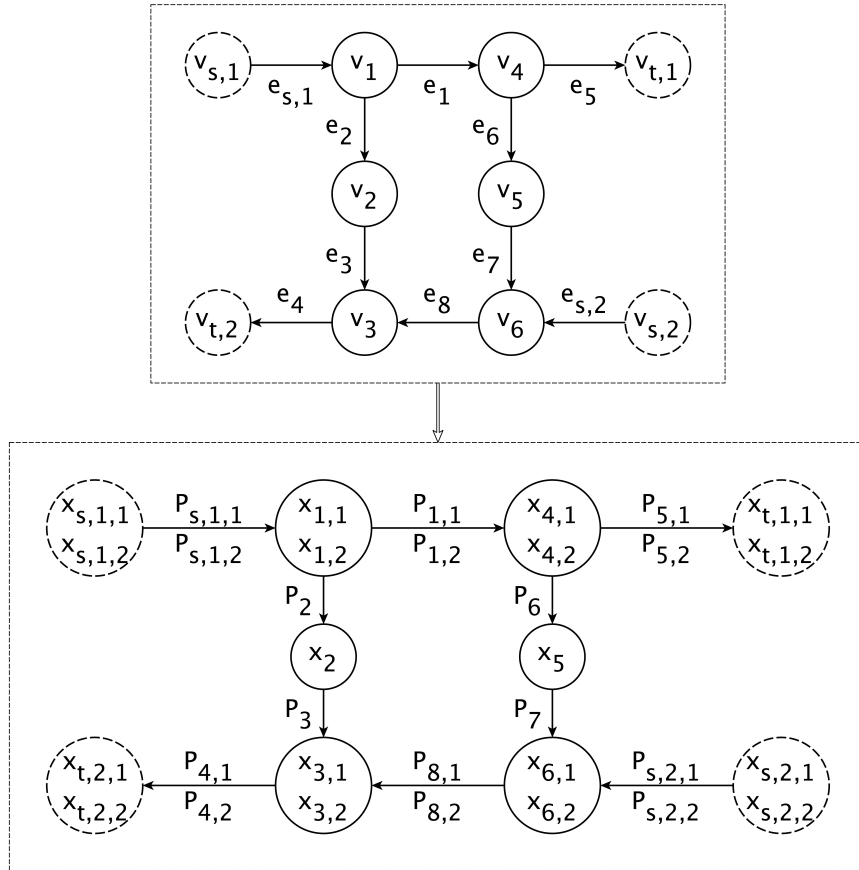 v_{s,1} v_1 v_4 v_{t,1}
e_{s,1} e_1 e_5
e_2 e_6
v_2 v_5
e_3 e_7
e_4 e_8 e_{s,2}
v_{t,2} v_3 v_6 v_{s,2}
x_{s,1,1} P_{s,1,1} x_{1,1} P_{1,1} x_{4,1} P_{5,1} x_{t,1,1}
x_{s,1,2} P_{s,1,2} x_{1,2} P_{1,2} x_{4,2} P_{5,2} x_{t,1,2}
P_2 P_6
x_2 x_5
P_3 P_7
x_{t,2,1} P_{4,1} x_{3,1} P_{8,1} x_{6,1} P_{s,2,1} x_{s,2,1}
x_{t,2,2} P_{4,2} x_{3,2} P_{8,2} x_{6,2} P_{s,2,2} x_{s,2,2}